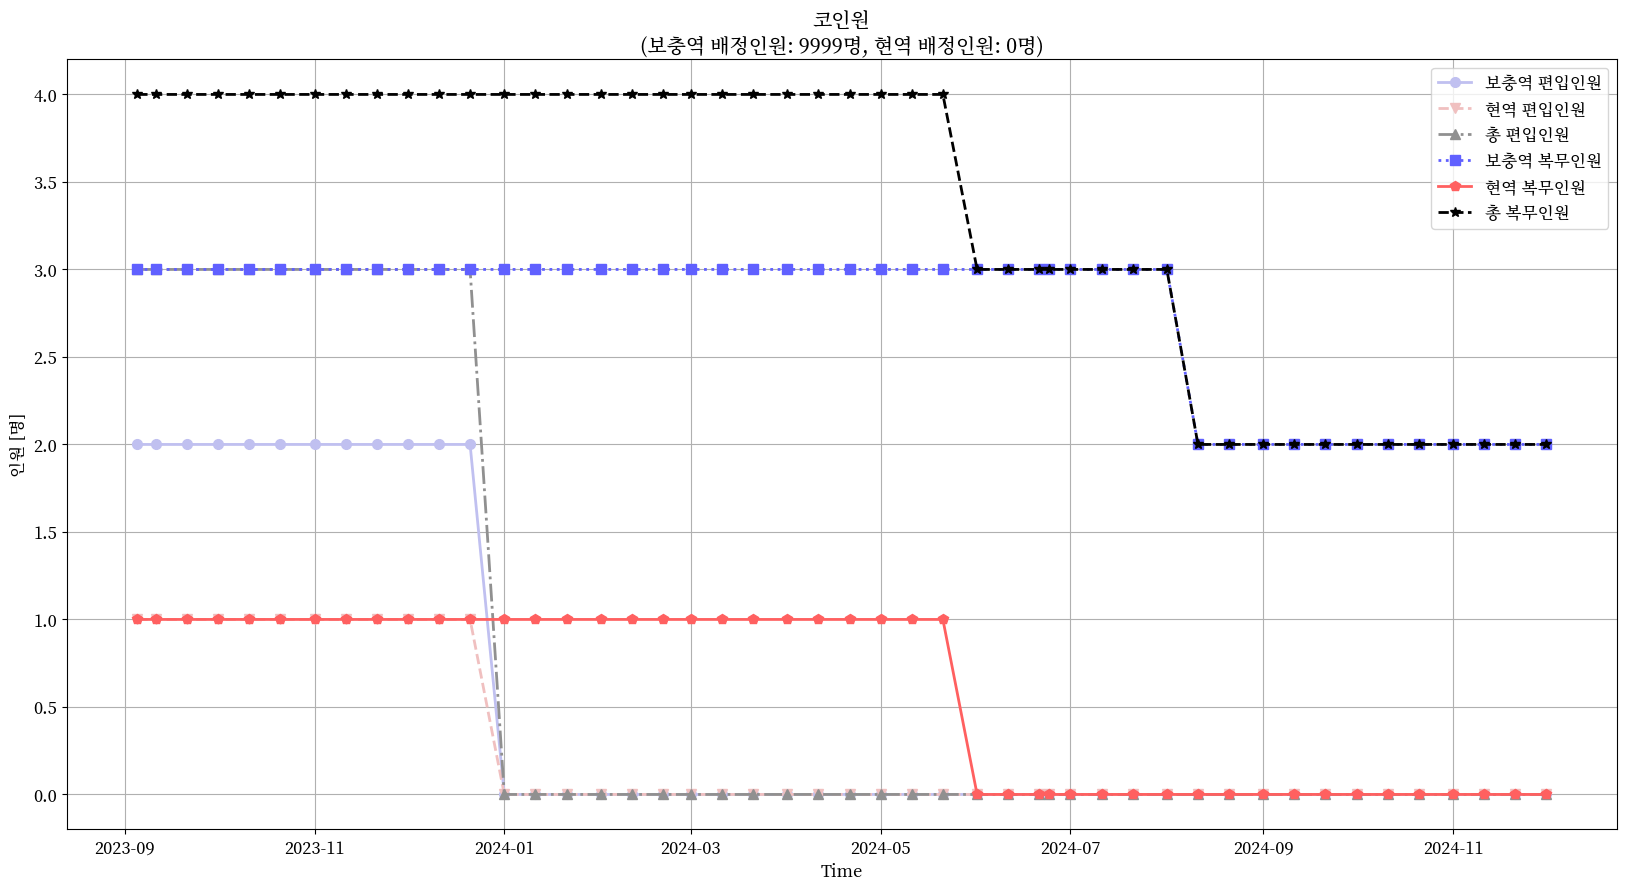 코인원
(보충역 배정인원: 9999명, 현역 배정인원: 0명)
보충역 편입인원
현역 편입인원
총 편입인원
보충역 복무인원
현역 복무인원
총 복무인원
4.0
3.5
3.0
2.5
2.0
1.5
1.0
0.5
0.0
인원 [명]
2023-09
2023-11
2024-01
2024-03
2024-05
2024-07
2024-09
2024-11
Time